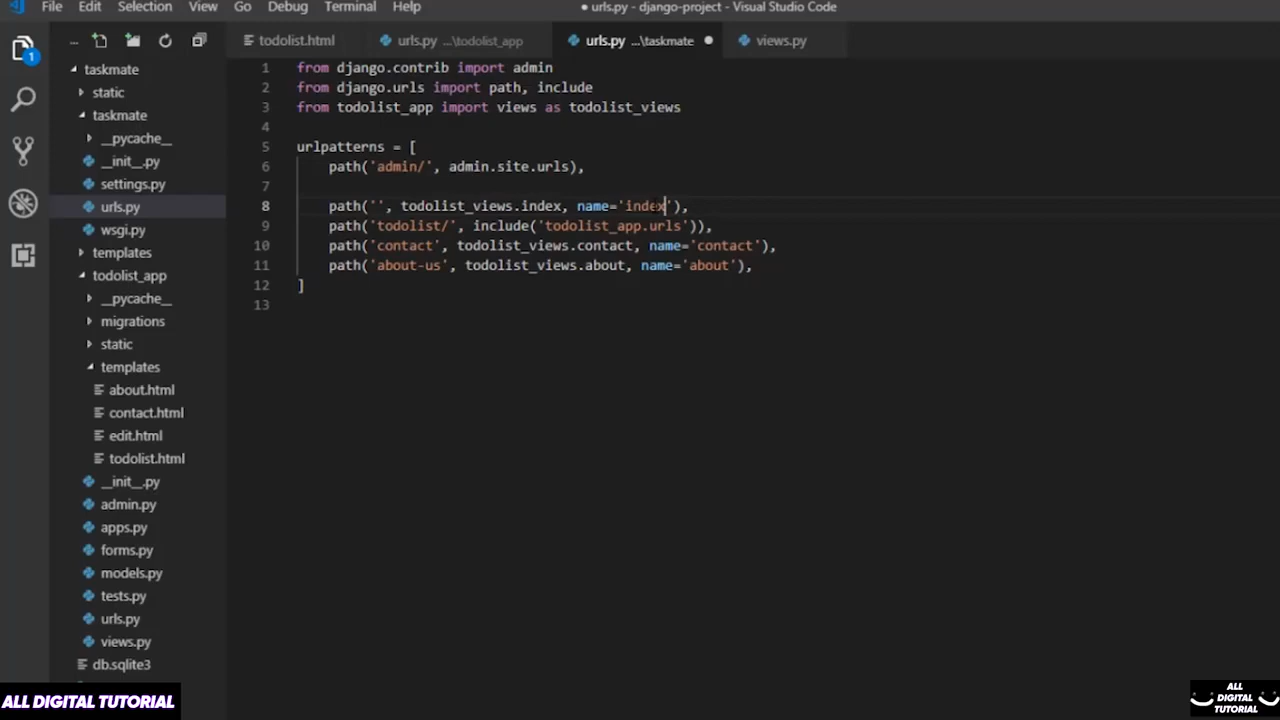 File Edit Selection View Go Debug Terminal Help ● urls.py - django-project - Visual Studio Code
1
...
todolist.html urls.py ...\todolist_app urls.py ...\taskmate ● views.py
taskmate
static
taskmate
__pycache__
__init__.py
settings.py
urls.py
wsgi.py
templates
todolist_app
__pycache__
migrations
static
templates
about.html
contact.html
edit.html
todolist.html
__init__.py
admin.py
apps.py
forms.py
models.py
tests.py
urls.py
views.py
db.sqlite3
1 from django.contrib import admin
2 from django.urls import path, include
3 from todolist_app import views as todolist_views
4
5 urlpatterns = [
6 path('admin/', admin.site.urls),
7
8 path('', todolist_views.index, name='index'),
9 path('todolist/', include('todolist_app.urls')),
10 path('contact', todolist_views.contact, name='contact'),
11 path('about-us', todolist_views.about, name='about'),
12 ]
13
ALL DIGITAL TUTORIAL
ALL
DIGITAL
TUTORIAL